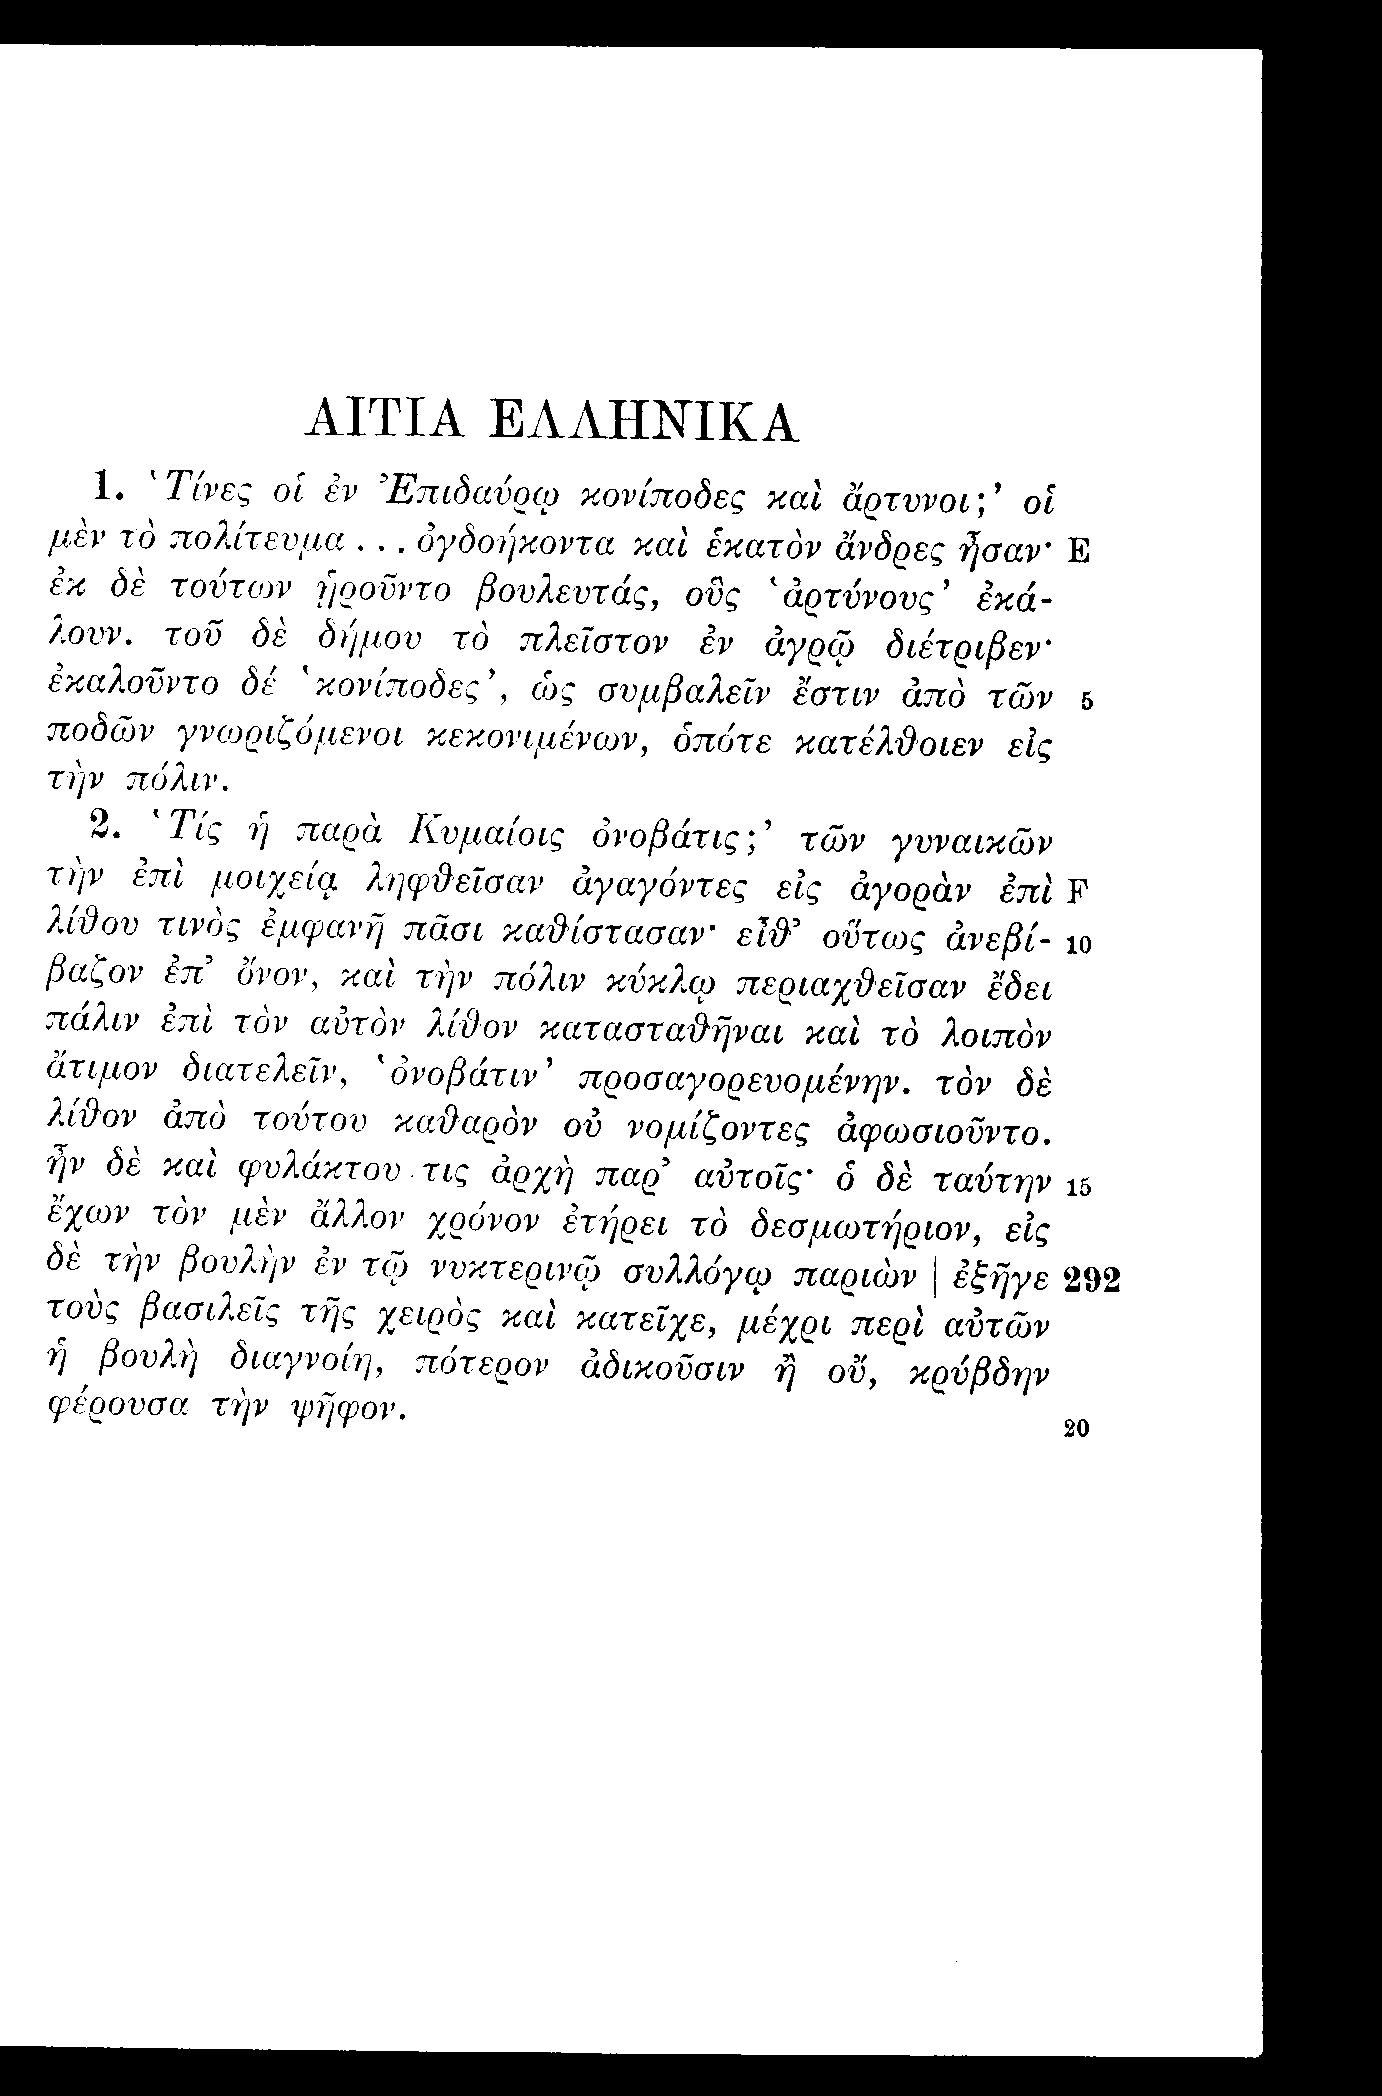 ΑΙΤΙΑ ΕΛΛΗΝΙΚΑ
1. ‛Τίνες οἱ ἐν Ἐπιδαύρῳ κονίποδες καὶ ἄρτυνοι;’ οἱ
μὲν τὸ πολίτευμα ... ὀγδοήκοντα καὶ ἑκατὸν ἄνδρες ἦσαν· E
ἐκ δὲ τούτων ᾑροῦντο βουλευτάς, οὓς ‛ἀρτύνους’ ἐκά-
λουν. τοῦ δὲ δήμου τὸ πλεῖστον ἐν ἀγρῷ διέτριβεν·
ἐκαλοῦντο δέ ‛κονίποδες’, ὡς συμβαλεῖν ἔστιν ἀπὸ τῶν 5
ποδῶν γνωριζόμενοι κεκονιμένων, ὁπότε κατέλθοιεν εἰς
τὴν πόλιν.
2. ‛Τίς ἡ παρὰ Κυμαίοις ὀνοβάτις;’ τῶν γυναικῶν
τὴν ἐπὶ μοιχείᾳ ληφθεῖσαν ἀγαγόντες εἰς ἀγορὰν ἐπὶ F
λίθου τινὸς ἐμφανῆ πᾶσι καθίστασαν· εἶθ’ οὕτως ἀνεβί- 10
βαζον ἐπ’ ὄνον, καὶ τὴν πόλιν κύκλῳ περιαχθεῖσαν ἔδει
πάλιν ἐπὶ τὸν αὐτὸν λίθον κατασταθῆναι καὶ τὸ λοιπὸν
ἄτιμον διατελεῖν, ‛ὀνοβάτιν’ προσαγορευομένην. τὸν δὲ
λίθον ἀπὸ τούτου καθαρὸν οὐ νομίζοντες ἀφωσιοῦντο.
ἦν δὲ καὶ φυλάκτου τις ἀρχὴ παρ’ αὐτοῖς· ὁ δὲ ταύτην 15
ἔχων τὸν μὲν ἄλλον χρόνον ἐτήρει τὸ δεσμωτήριον, εἰς
δὲ τὴν βουλὴν ἐν τῷ νυκτερινῷ συλλόγῳ παριὼν | ἐξῆγε 292
τοὺς βασιλεῖς τῆς χειρὸς καὶ κατεῖχε, μέχρι περὶ αὐτῶν
ἡ βουλὴ διαγνοίη, πότερον ἀδικοῦσιν ἢ οὔ, κρύβδην
φέρουσα τὴν ψῆφον. 20